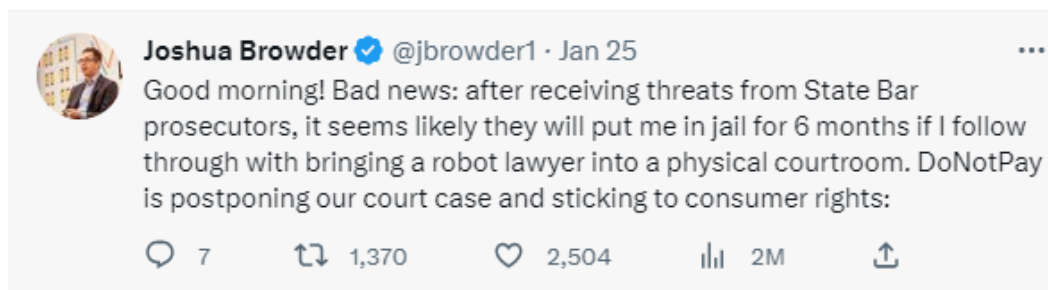 Joshua Browder @jbrowder1 · Jan 25
Good morning! Bad news: after receiving threats from State Bar
prosecutors, it seems likely they will put me in jail for 6 months if I follow
through with bringing a robot lawyer into a physical courtroom. DoNotPay
is postponing our court case and sticking to consumer rights:
7 1,370 2,504 2M